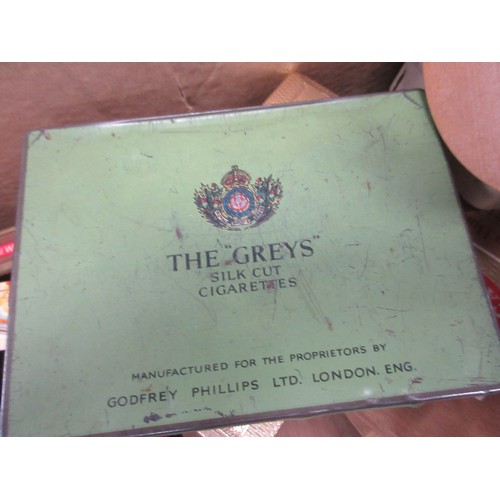 THE "GREYS"
SILK CUT
CIGARETTES
MANUFACTURED FOR THE PROPRIETORS BY
GODFREY PHILLIPS LTD. LONDON. ENG.